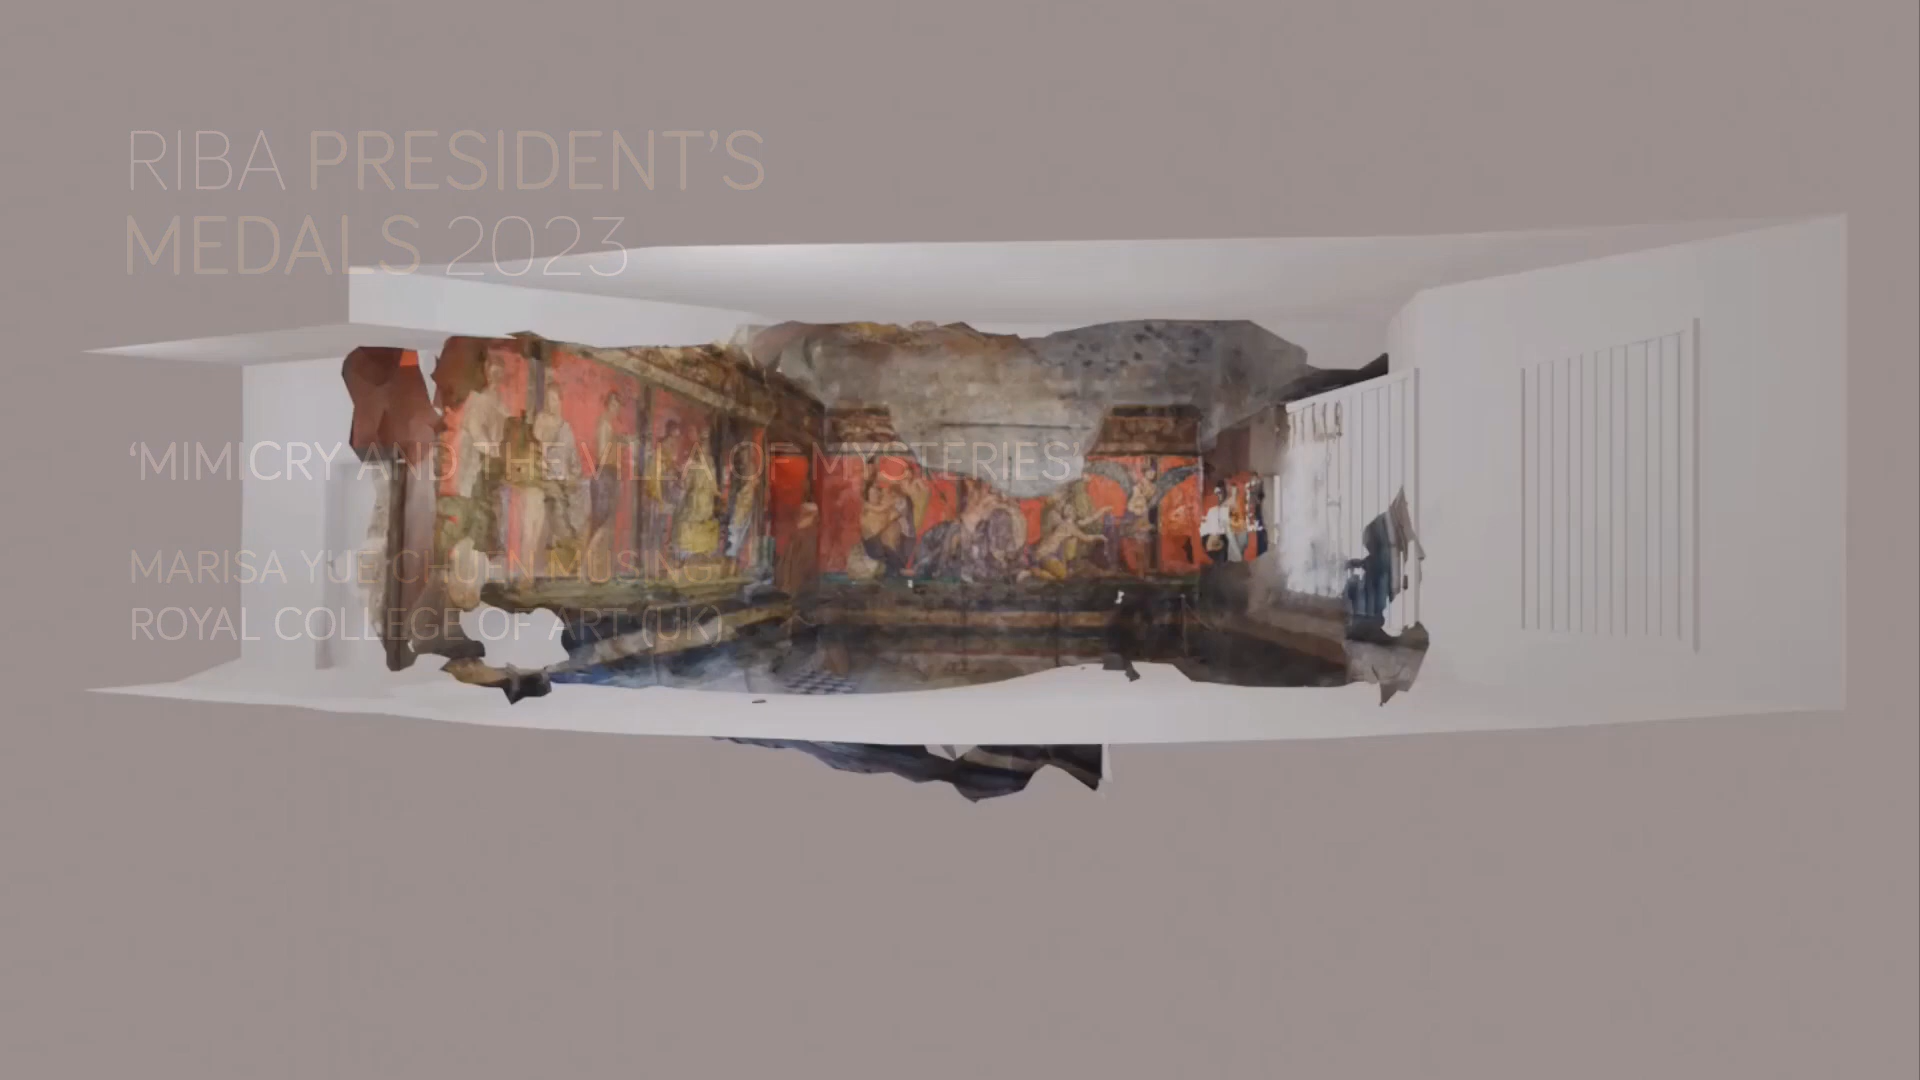 RIBA PRESIDENT’S
MEDALS 2023
‘MIMICRY AND THE VILLA OF MYSTERIES’
MARISA YUE CHUEN MUSING
ROYAL COLLEGE OF ART (UK)